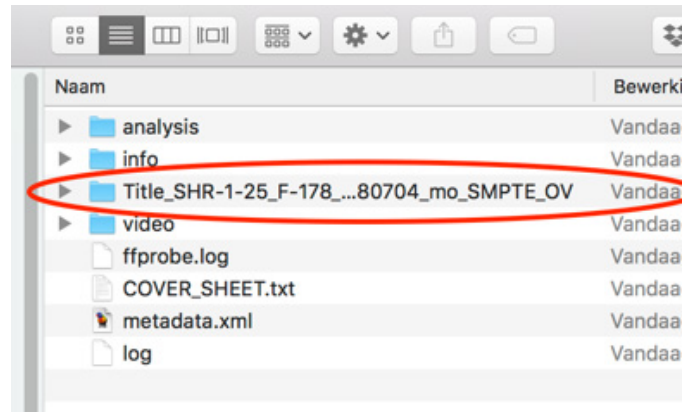 Naam Bewerki
analysis Vandaa
info Vandaa
Title_SHR-1-25_F-178_...80704_mo_SMPTE_OV Vandaa
video Vandaa
ffprobe.log Vandaa
COVER_SHEET.txt Vandaa
metadata.xml Vandaa
log Vandaa